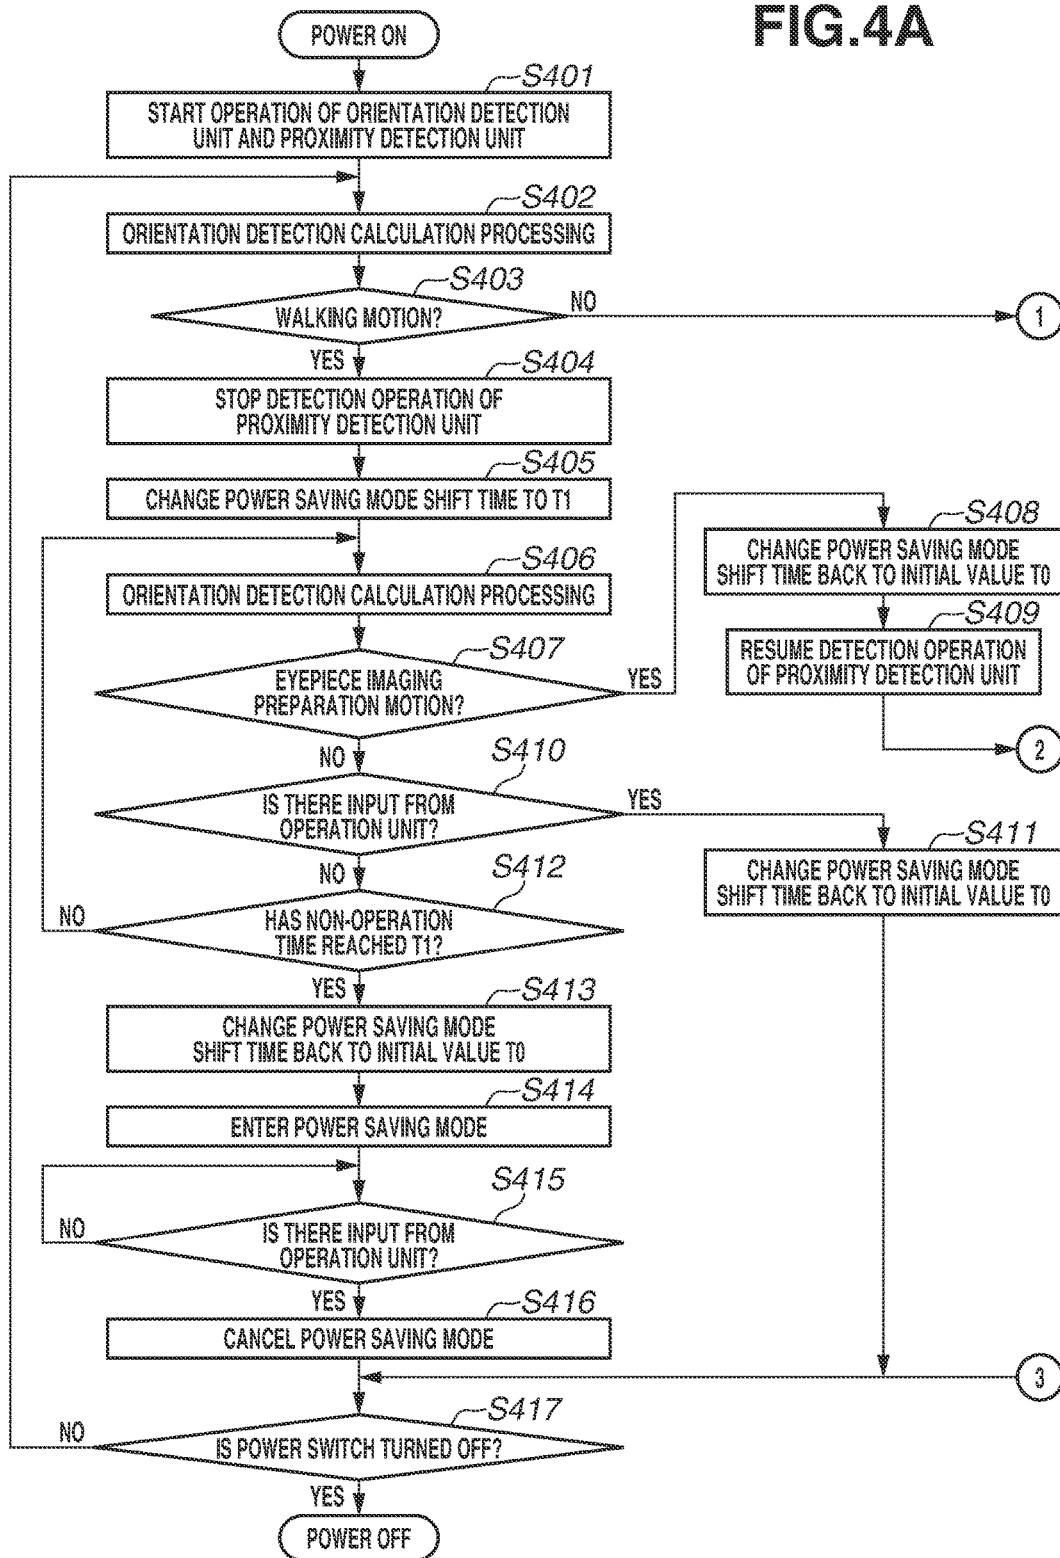 FIG.4A
POWER ON
S401
START OPERATION OF ORIENTATION DETECTION
UNIT AND PROXIMITY DETECTION UNIT
S402
ORIENTATION DETECTION CALCULATION PROCESSING
S403
WALKING MOTION?
NO
1
YES
S404
STOP DETECTION OPERATION OF
PROXIMITY DETECTION UNIT
S405
CHANGE POWER SAVING MODE SHIFT TIME TO T1
S406
ORIENTATION DETECTION CALCULATION PROCESSING
S407
EYEPIECE IMAGING
PREPARATION MOTION?
YES
S408
CHANGE POWER SAVING MODE
SHIFT TIME BACK TO INITIAL VALUE T0
S409
RESUME DETECTION OPERATION
OF PROXIMITY DETECTION UNIT
2
NO
S410
IS THERE INPUT FROM
OPERATION UNIT?
YES
S411
CHANGE POWER SAVING MODE
SHIFT TIME BACK TO INITIAL VALUE T0
NO
S412
HAS NON-OPERATION
TIME REACHED T1?
NO
YES
S413
CHANGE POWER SAVING MODE
SHIFT TIME BACK TO INITIAL VALUE T0
S414
ENTER POWER SAVING MODE
S415
IS THERE INPUT FROM
OPERATION UNIT?
NO
YES
S416
CANCEL POWER SAVING MODE
3
S417
IS POWER SWITCH TURNED OFF?
NO
YES
POWER OFF